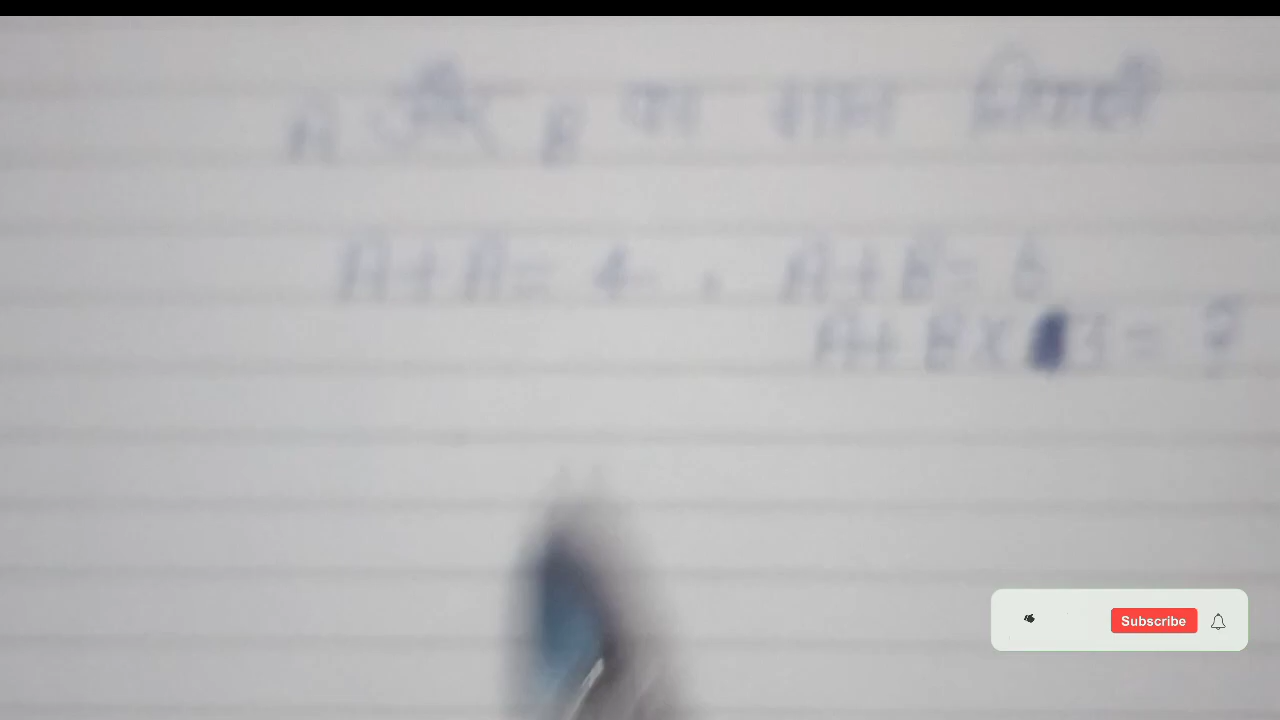 A और B का मान निकालो
A + A = 4 , A + B = 6
A + B × 3 = ?
Subscribe